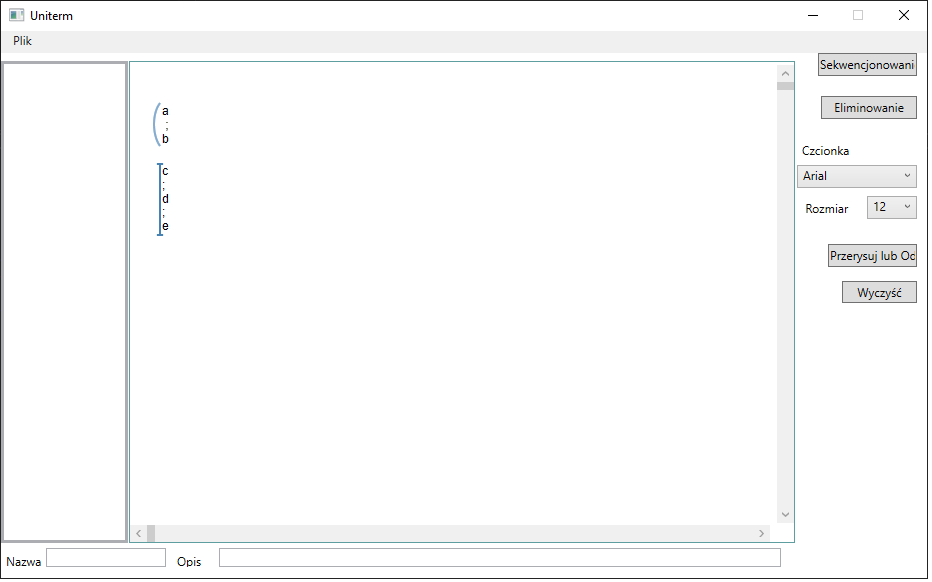 Uniterm
Plik
a
;
b
c
;
d
;
e
Sekwencjonowani
Eliminowanie
Czcionka
Arial
Rozmiar
12
Przerysuj lub Od
Wyczyść
Nazwa
Opis